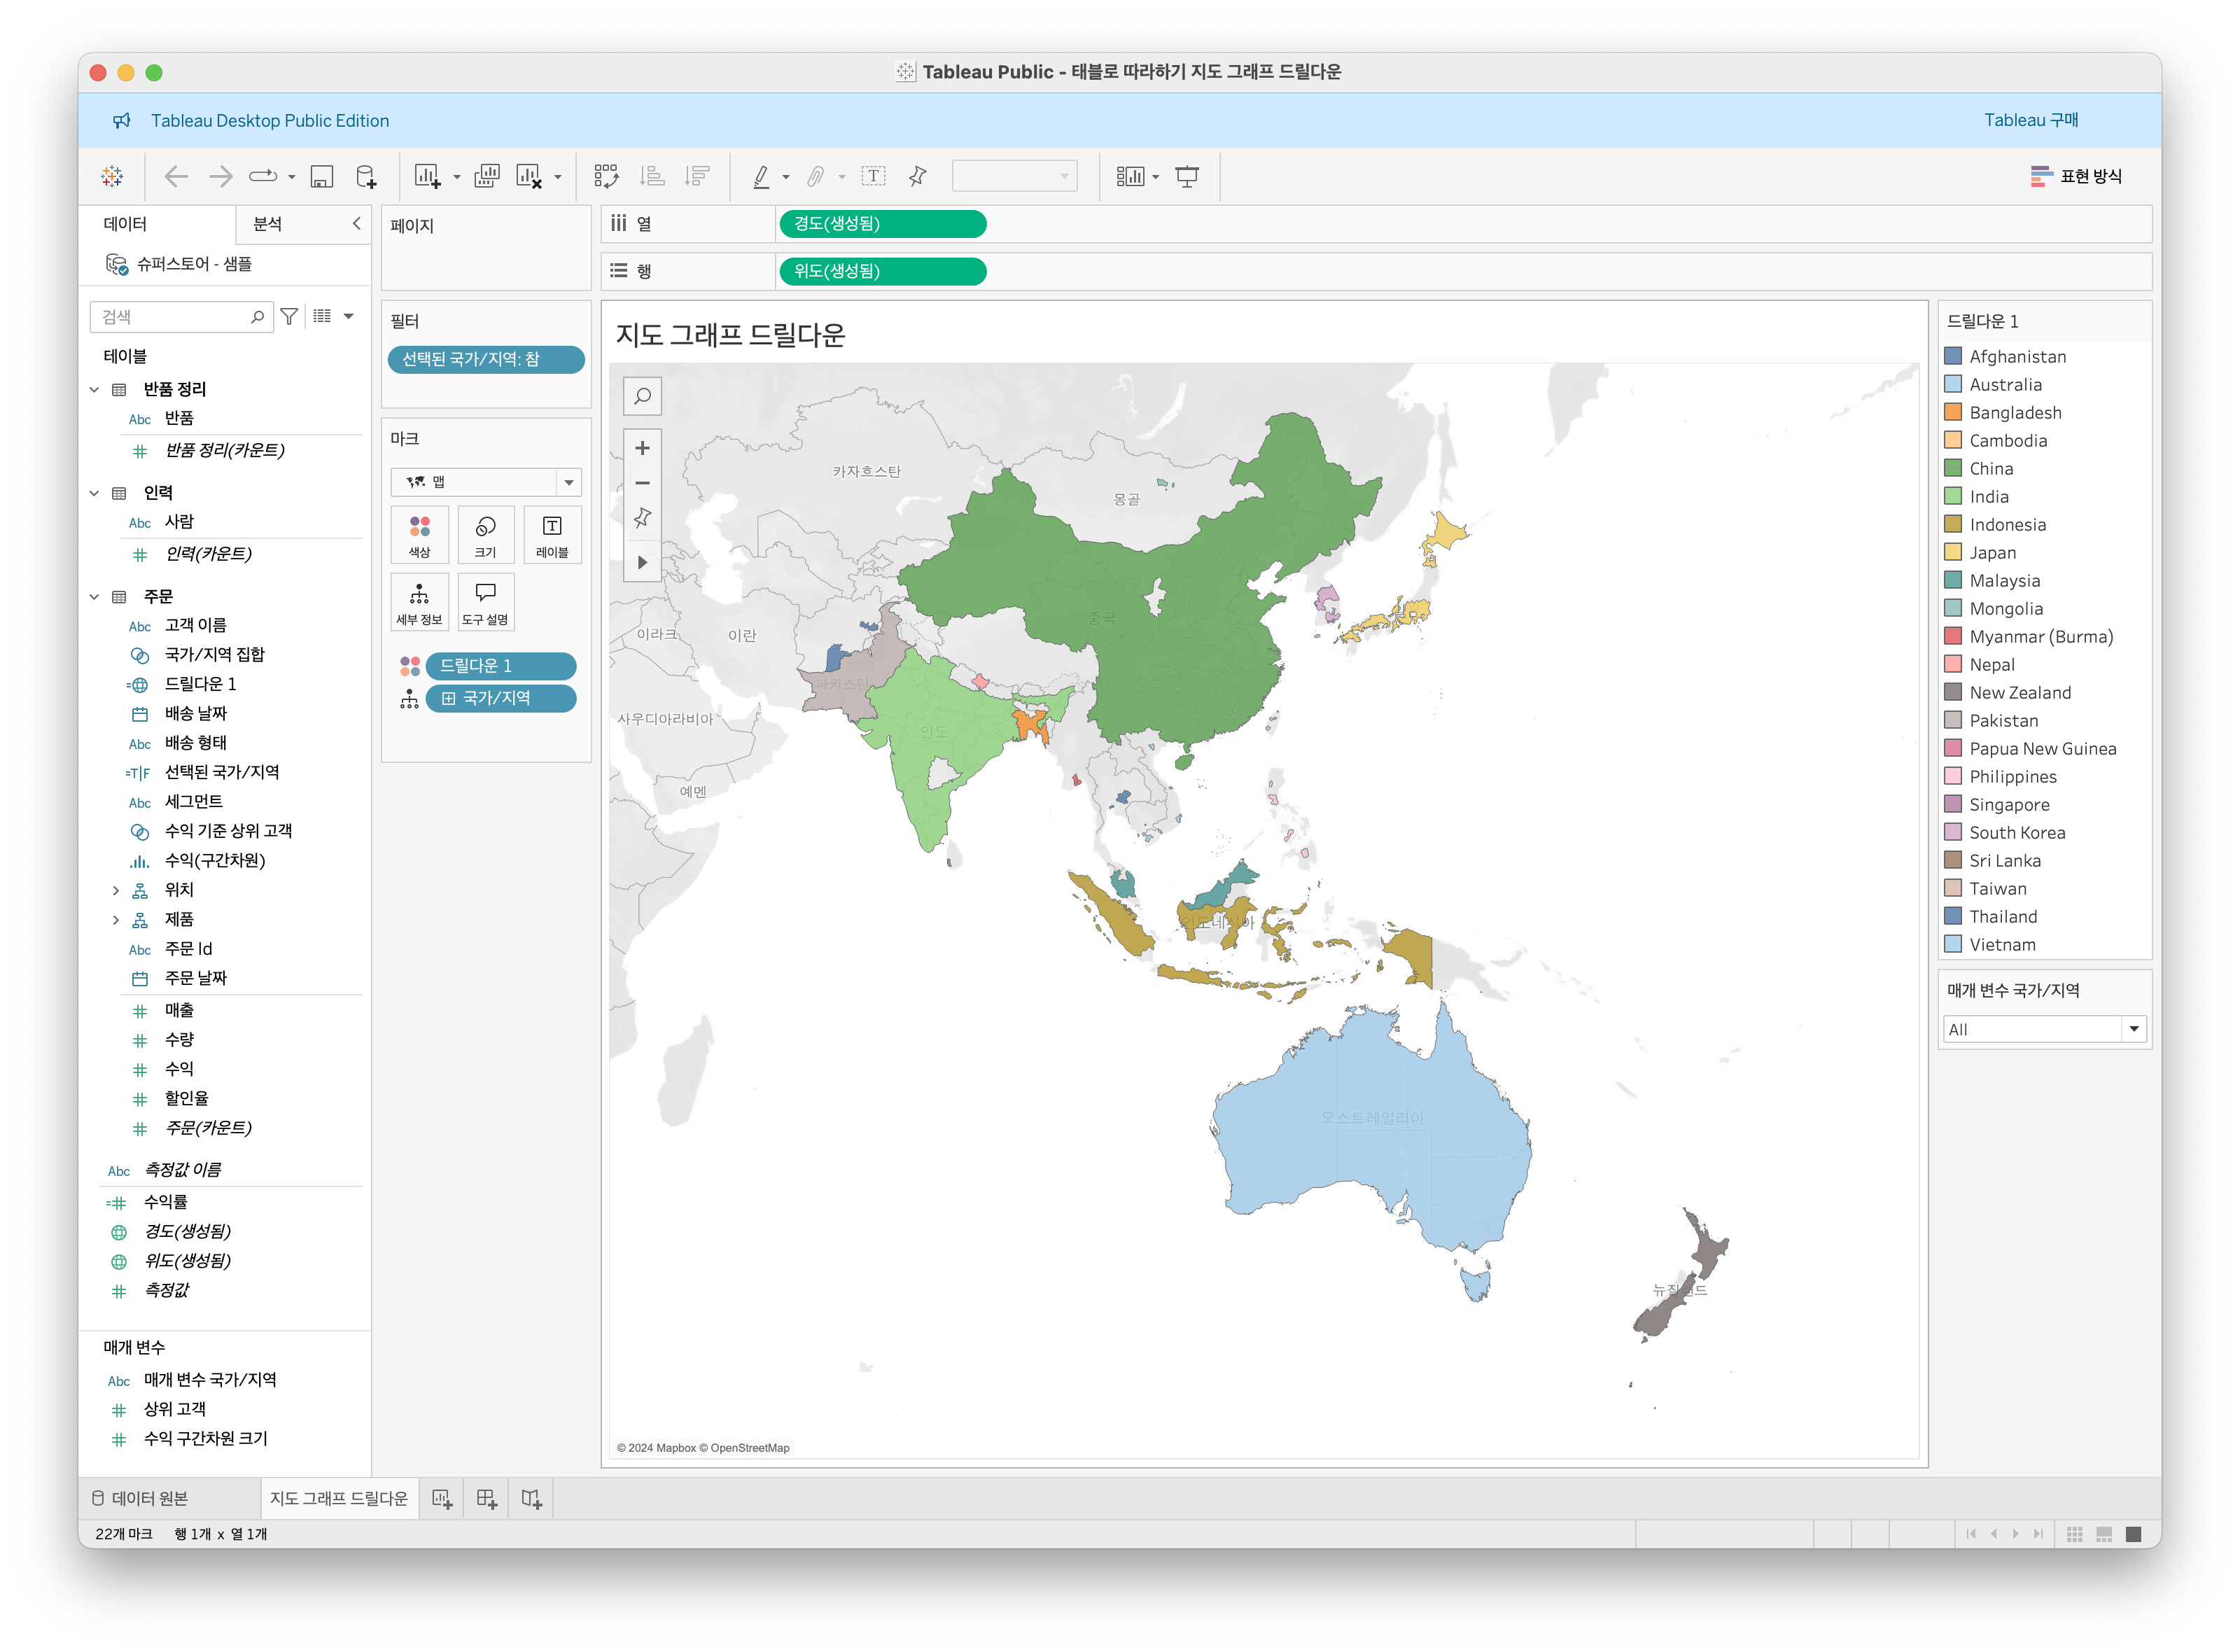 Tableau Public - 태블로 따라하기 지도 그래프 드릴다운
Tableau Desktop Public Edition
Tableau 구매
표현 방식
데이터
분석
슈퍼스토어 - 샘플
검색
테이블
반품 정리
Abc 반품
반품 정리(카운트)
인력
Abc 사람
인력(카운트)
주문
Abc 고객 이름
국가/지역 집합
드릴다운 1
배송 날짜
Abc 배송 형태
=T|F 선택된 국가/지역
Abc 세그먼트
수익 기준 상위 고객
수익(구간차원)
위치
제품
Abc 주문 Id
주문 날짜
매출
수량
수익
할인율
주문(카운트)
Abc 측정값 이름
수익률
경도(생성됨)
위도(생성됨)
측정값
매개 변수
Abc 매개 변수 국가/지역
상위 고객
수익 구간차원 크기
페이지
필터
선택된 국가/지역: 참
마크
맵
색상
크기
레이블
세부 정보
도구 설명
드릴다운 1
국가/지역
열
경도(생성됨)
행
위도(생성됨)
지도 그래프 드릴다운
카자흐스탄
몽골
중국
이라크
이란
파키스탄
사우디아라비아
인도
예멘
인도네시아
오스트레일리아
뉴질랜드
© 2024 Mapbox © OpenStreetMap
드릴다운 1
Afghanistan
Australia
Bangladesh
Cambodia
China
India
Indonesia
Japan
Malaysia
Mongolia
Myanmar (Burma)
Nepal
New Zealand
Pakistan
Papua New Guinea
Philippines
Singapore
South Korea
Sri Lanka
Taiwan
Thailand
Vietnam
매개 변수 국가/지역
All
데이터 원본
지도 그래프 드릴다운
22개 마크 행 1개 x 열 1개